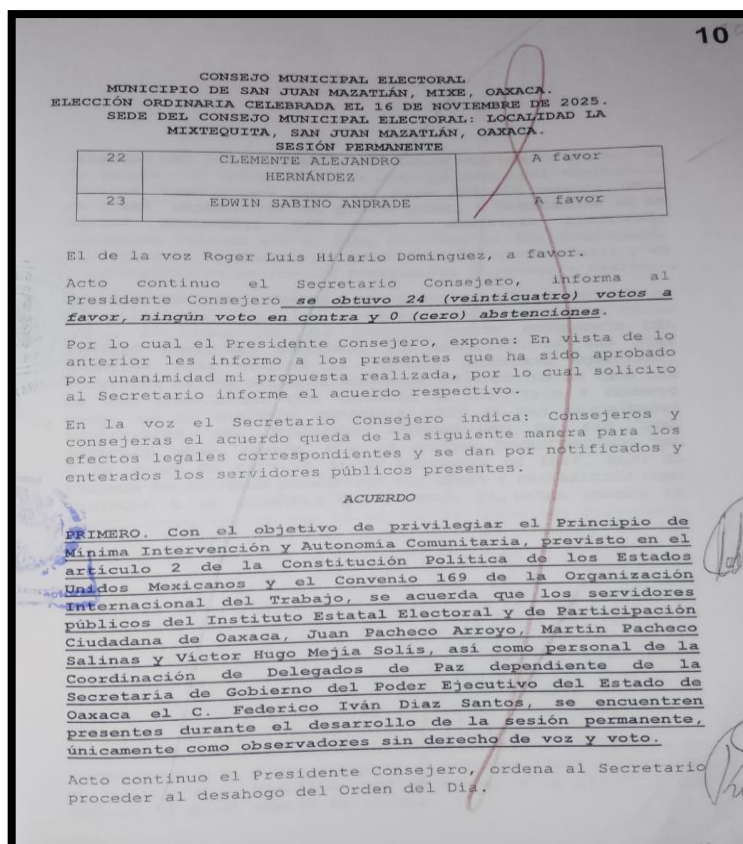 10
CONSEJO MUNICIPAL ELECTORAL
MUNICIPIO DE SAN JUAN MAZATLÁN, MIXE, OAXACA.
ELECCIÓN ORDINARIA CELEBRADA EL 16 DE NOVIEMBRE DE 2025.
SEDE DEL CONSEJO MUNICIPAL ELECTORAL: LOCALIDAD LA
MIXTEQUITA, SAN JUAN MAZATLÁN, OAXACA.
SESIÓN PERMANENTE
22 CLEMENTE ALEJANDRO A favor
HERNÁNDEZ
23 EDWIN SABINO ANDRADE A favor
El de la voz Roger Luis Hilario Domínguez, a favor.
Acto continuo el Secretario Consejero, informa al
Presidente Consejero se obtuvo 24 (veinticuatro) votos a
favor, ningún voto en contra y 0 (cero) abstenciones.
Por lo cual el Presidente Consejero, expone: En vista de lo
anterior les informo a los presentes que ha sido aprobado
por unanimidad mi propuesta realizada, por lo cual solicito
al Secretario informe el acuerdo respectivo.
En la voz el Secretario Consejero indica: Consejeros y
consejeras el acuerdo queda de la siguiente manera para los
efectos legales correspondientes y se dan por notificados y
enterados los servidores públicos presentes.
ACUERDO
PRIMERO. Con el objetivo de privilegiar el Principio de
Mínima Intervención y Autonomía Comunitaria, previsto en el
artículo 2 de la Constitución Política de los Estados
Unidos Mexicanos y el Convenio 169 de la Organización
Internacional del Trabajo, se acuerda que los servidores
públicos del Instituto Estatal Electoral y de Participación
Ciudadana de Oaxaca, Juan Pacheco Arroyo, Martin Pacheco
Salinas y Víctor Hugo Mejía Solís, así como personal de la
Coordinación de Delegados de Paz dependiente de la
Secretaría de Gobierno del Poder Ejecutivo del Estado de
Oaxaca el C. Federico Iván Diaz Santos, se encuentren
presentes durante el desarrollo de la sesión permanente,
únicamente como observadores sin derecho de voz y voto.
Acto continuo el Presidente Consejero, ordena al Secretario
proceder al desahogo del Orden del Día.